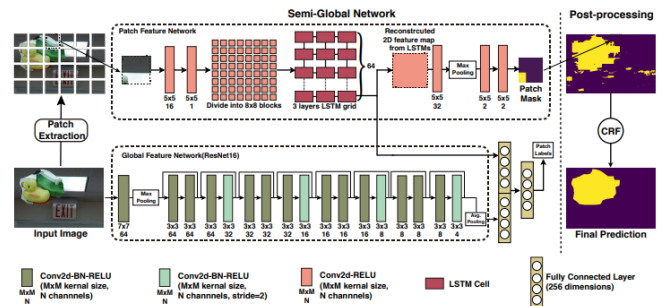 Semi-Global Network
Post-processing
Patch Feature Network
Reconstrcuted
2D feature map
from LSTMs
64
Max
Pooling
5x5
16
5x5
1
Divide into 8x8 blocks
3 layers LSTM grid
5x5
32
5x5
2
5x5
2
Patch
Mask
Patch
Extraction
CRF
Global Feature Network(ResNet16)
Max
Pooling
Patch
Labels
EXIT
Avg.
Pooling
7x7
64
3x3
64
3x3
64
3x3
32
3x3
32
3x3
32
3x3
16
3x3
16
3x3
16
3x3
8
3x3
8
3x3
8
3x3
4
Input Image
Final Prediction
MxM
N
Conv2d-BN-RELU
(MxM kernal size,
N channnels)
MxM
N
Conv2d-BN-RELU
(MxM kernal size,
N channnels, stride=2)
MxM
N
Conv2d-RELU
(MxM kernal size,
N channnels)
LSTM Cell
Fully Connected Layer
(256 dimensions)